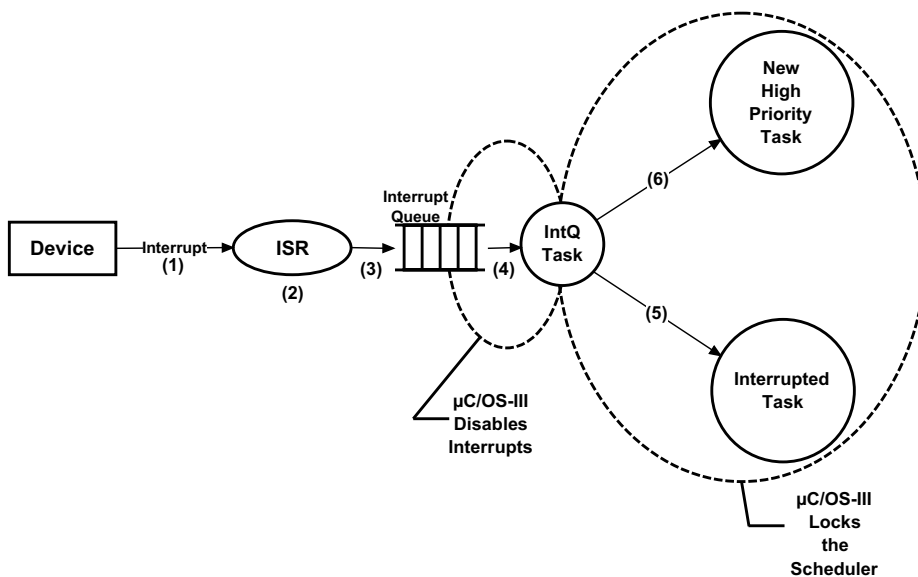 New
High
Priority
Task
(6)
Interrupt
Queue
IntQ
Task
Device
Interrupt
(1)
ISR
(2)
(3)
(4)
(5)
Interrupted
Task
µC/OS-III
Disables
Interrupts
µC/OS-III
Locks
the
Scheduler